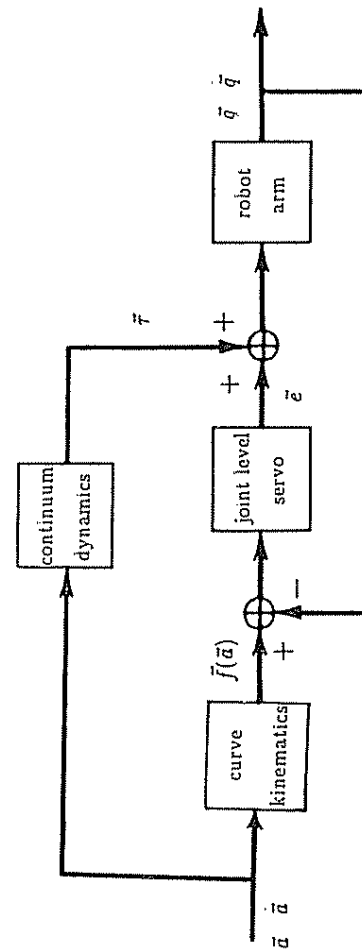 continuum
dynamics
τ̄
ā ǡ
curve
kinematics
f̄(ā)
+
−
joint level
servo
ē
+
+
robot
arm
q̄ q̄̇